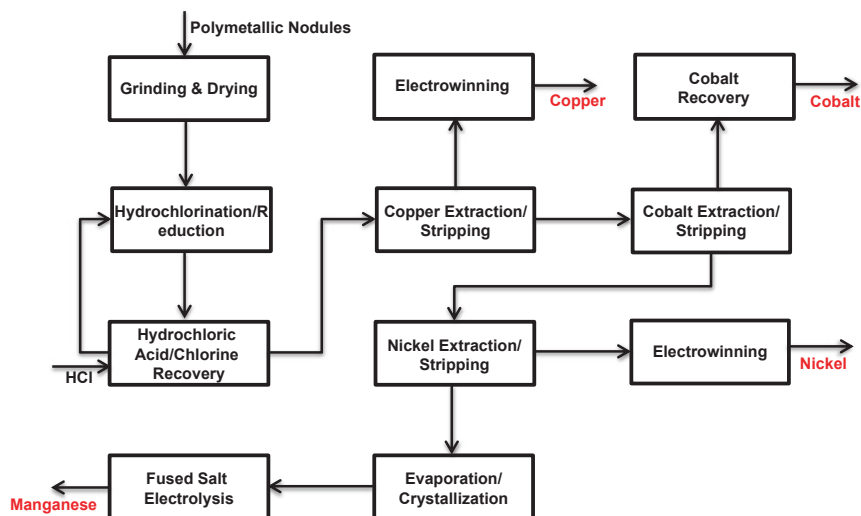 Polymetallic Nodules
Grinding & Drying
Electrowinning
Copper
Cobalt
Recovery
Cobalt
Hydrochlorination/R
eduction
Copper Extraction/
Stripping
Cobalt Extraction/
Stripping
Hydrochloric
Acid/Chlorine
Recovery
HCl
Nickel Extraction/
Stripping
Electrowinning
Nickel
Manganese
Fused Salt
Electrolysis
Evaporation/
Crystallization